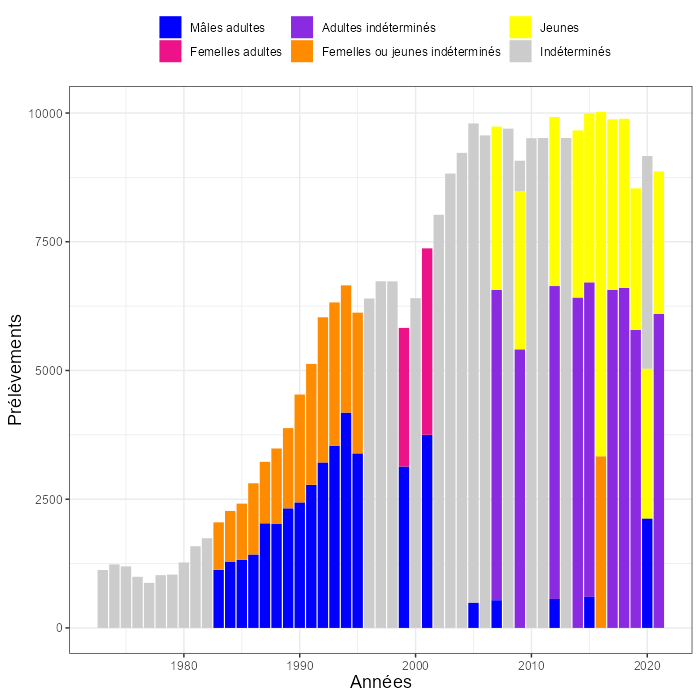 Mâles adultes Adultes indéterminés Jeunes
Femelles adultes Femelles ou jeunes indéterminés Indéterminés
10000
7500
5000
2500
0
Prélèvements
1980 1990 2000 2010 2020
Années